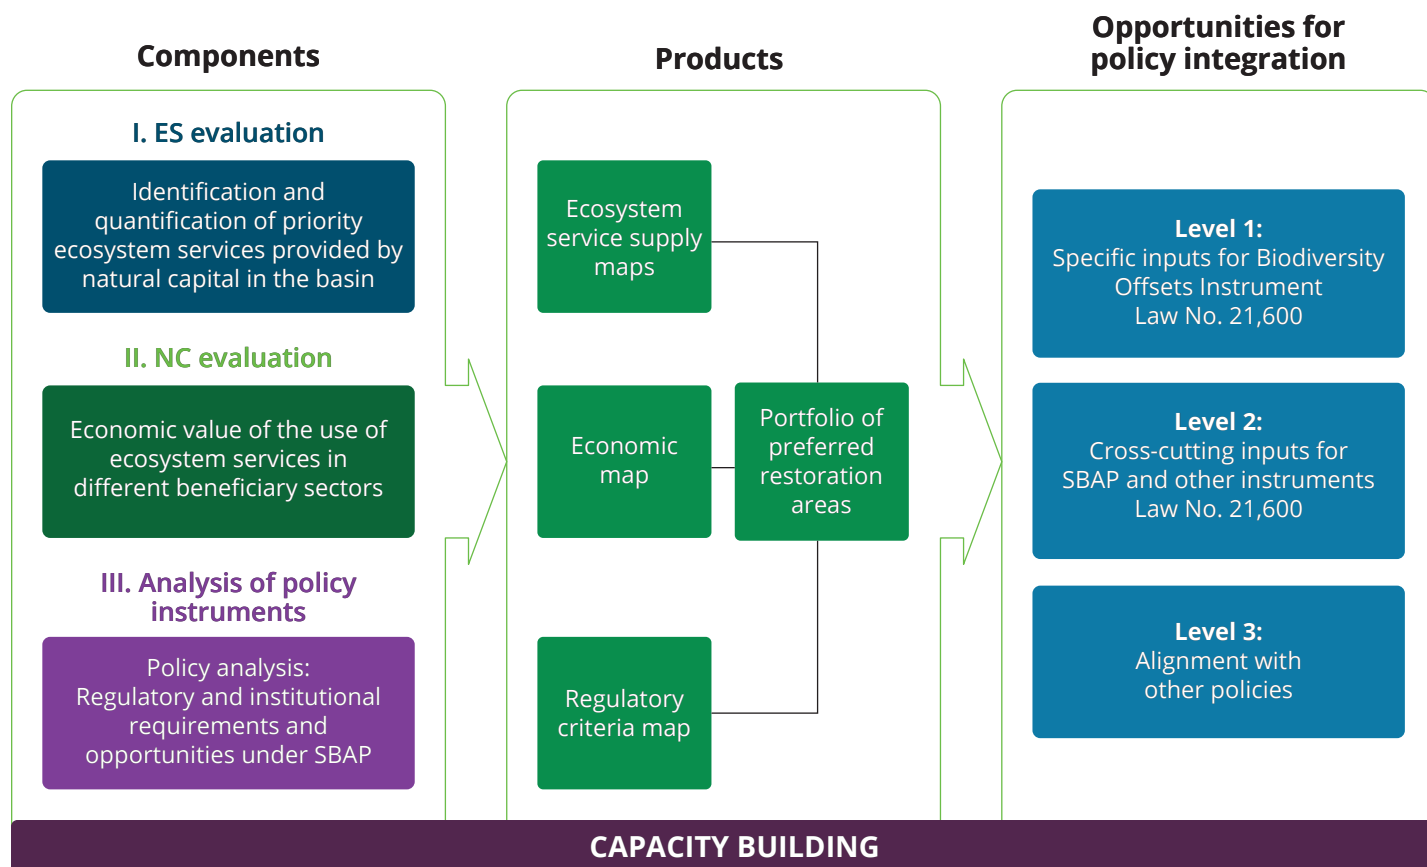 Components
I. ES evaluation
Identification and
quantification of priority
ecosystem services provided by
natural capital in the basin
II. NC evaluation
Economic value of the use of
ecosystem services in
different beneficiary sectors
III. Analysis of policy
instruments
Policy analysis:
Regulatory and institutional
requirements and
opportunities under SBAP
Products
Ecosystem
service supply
maps
Economic
map
Regulatory
criteria map
Portfolio of
preferred
restoration
areas
Opportunities for
policy integration
Level 1:
Specific inputs for Biodiversity
Offsets Instrument
Law No. 21,600
Level 2:
Cross-cutting inputs for
SBAP and other instruments
Law No. 21,600
Level 3:
Alignment with
other policies
CAPACITY BUILDING